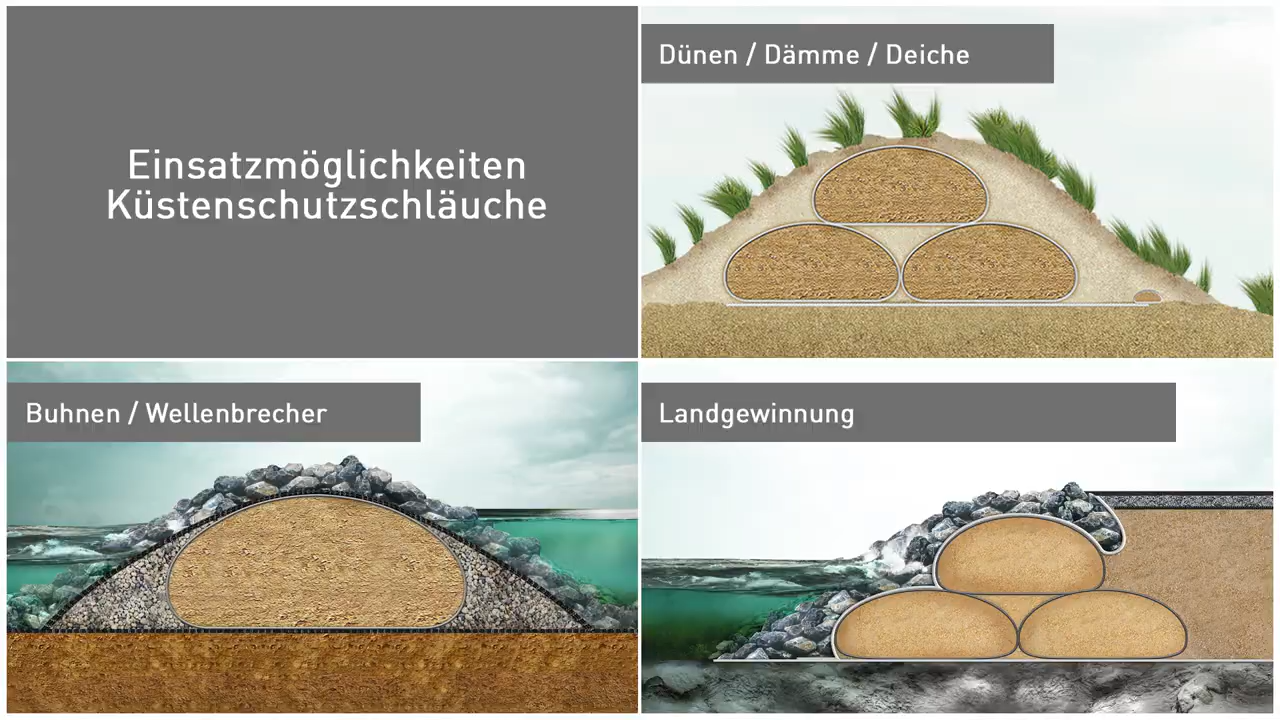 Einsatzmöglichkeiten
Küstenschutzschläuche
Dünen / Dämme / Deiche
Buhnen / Wellenbrecher
Landgewinnung